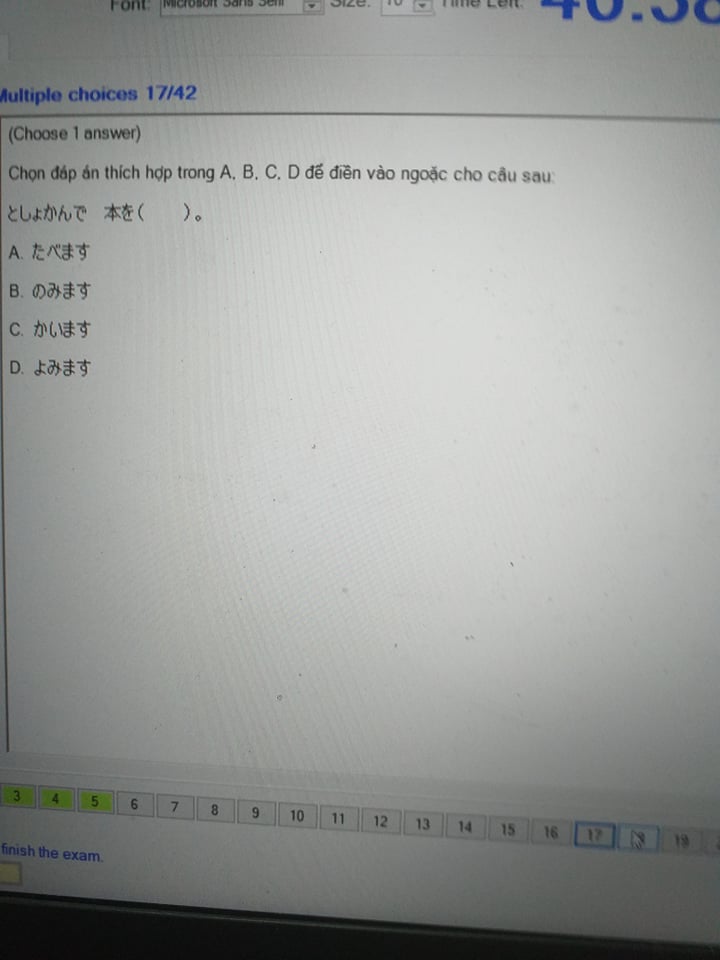 Font: Microsoft Sans Serif Size: 10 Time Left:
Multiple choices 17/42
(Choose 1 answer)
Chọn đáp án thích hợp trong A, B, C, D để điền vào ngoặc cho câu sau:
としょかんで 本を( )。
A. たべます
B. のみます
C. かいます
D. よみます
3 4 5 6 7 8 9 10 11 12 13 14 15 16 17 19
finish the exam.